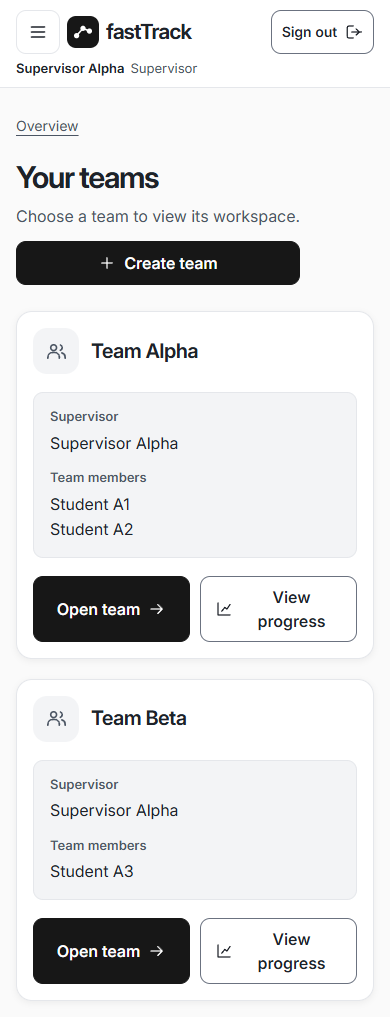 fastTrack
Sign out
Supervisor Alpha Supervisor
Overview
Your teams
Choose a team to view its workspace.
Create team
Team Alpha
Supervisor
Supervisor Alpha
Team members
Student A1
Student A2
Open team
View
progress
Team Beta
Supervisor
Supervisor Alpha
Team members
Student A3
Open team
View
progress